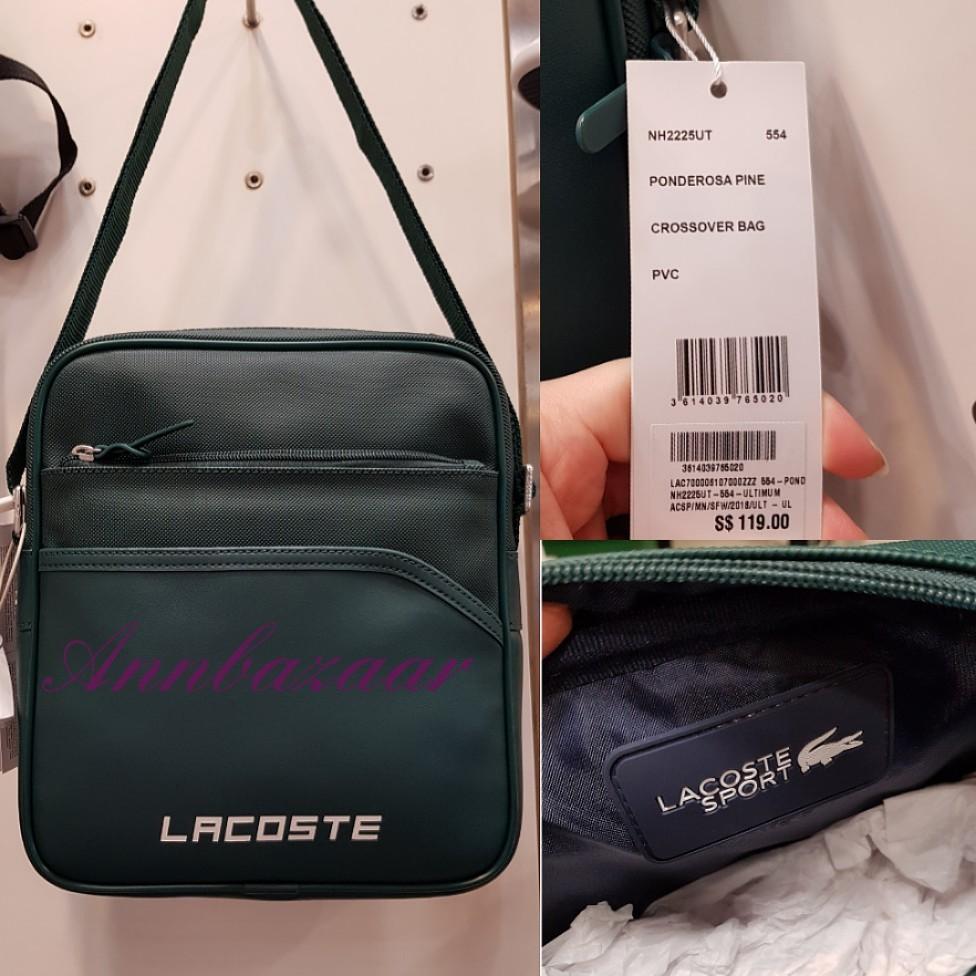 Annbazaar
LACOSTE
NH2225UT 554
PONDEROSA PINE
CROSSOVER BAG
PVC
3 614039 765020
3614039765020
LAC700006107000ZZZ 554-POND
NH2225UT-554-ULTIMUM
ACSP/MN/SFW/2018/ULT - UL
S$ 119.00
LACOSTE
SPORT